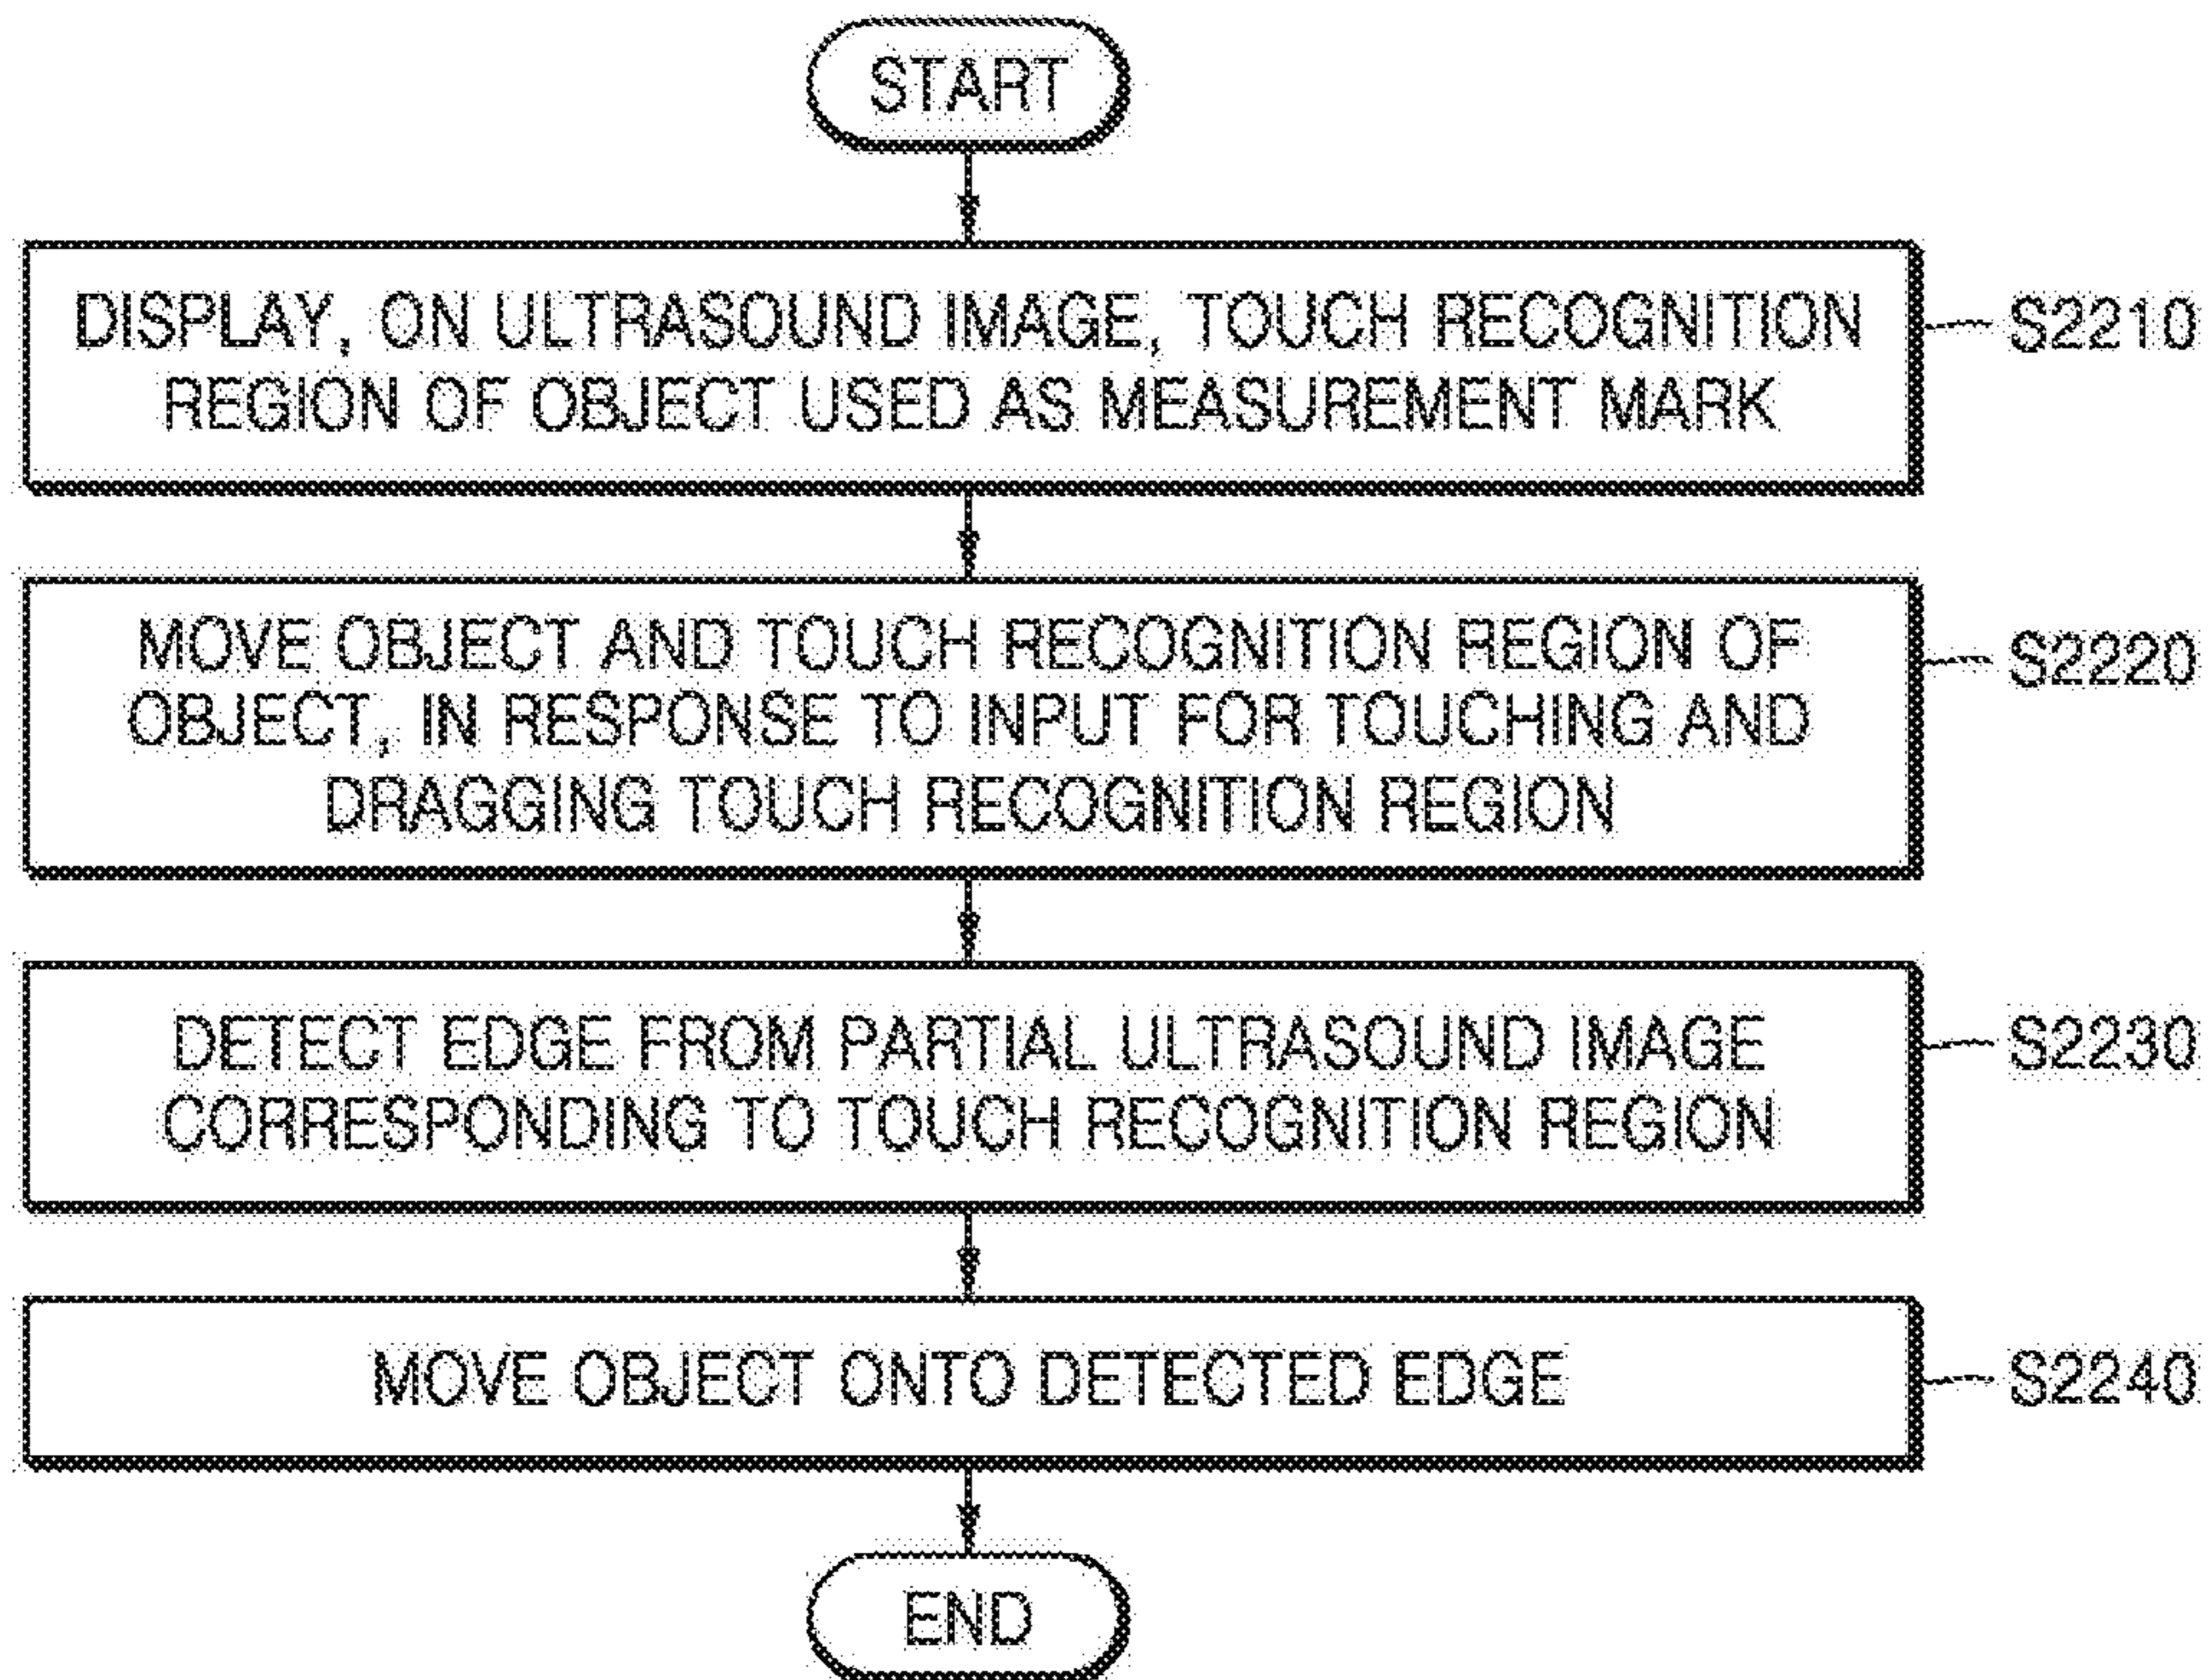 START
DISPLAY, ON ULTRASOUND IMAGE, TOUCH RECOGNITION
REGION OF OBJECT USED AS MEASUREMENT MARK
S2210
MOVE OBJECT AND TOUCH RECOGNITION REGION OF
OBJECT, IN RESPONSE TO INPUT FOR TOUCHING AND
DRAGGING TOUCH RECOGNITION REGION
S2220
DETECT EDGE FROM PARTIAL ULTRASOUND IMAGE
CORRESPONDING TO TOUCH RECOGNITION REGION
S2230
MOVE OBJECT ONTO DETECTED EDGE
S2240
END